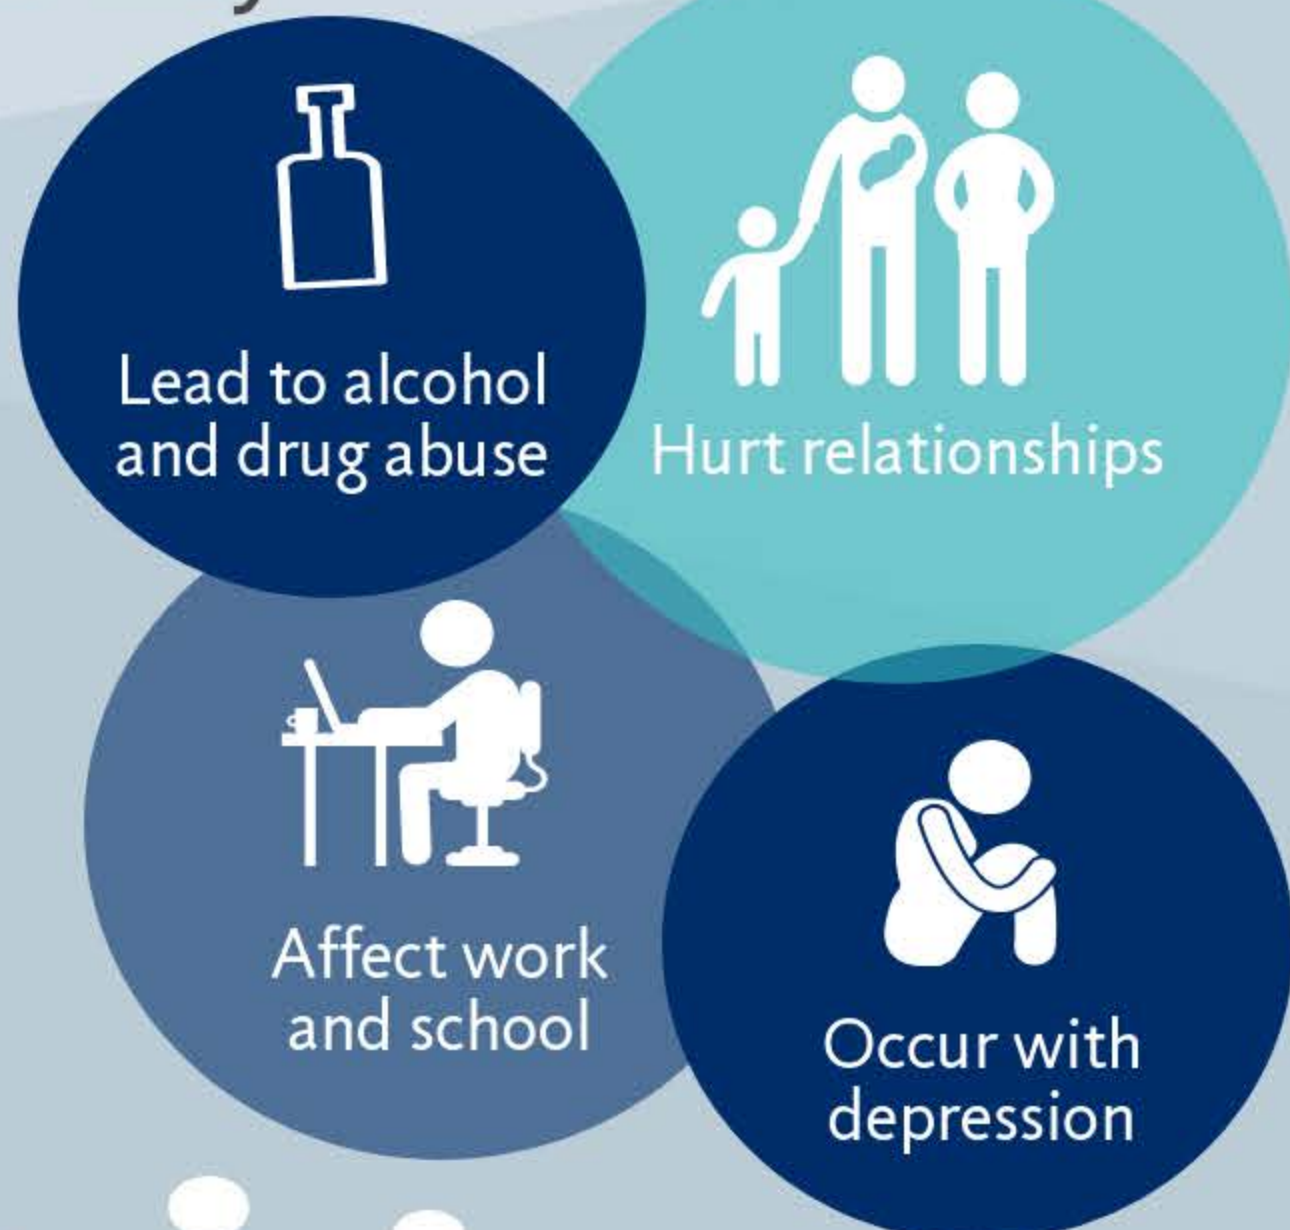 Lead to alcohol
and drug abuse
Hurt relationships
Affect work
and school
Occur with
depression